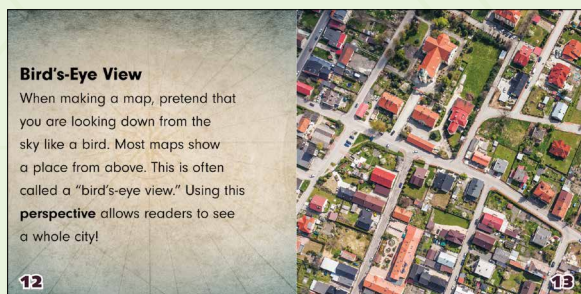 Bird's-Eye View
When making a map, pretend that
you are looking down from the
sky like a bird. Most maps show
a place from above. This is often
called a “bird's-eye view.” Using this
perspective allows readers to see
a whole city!
12
13